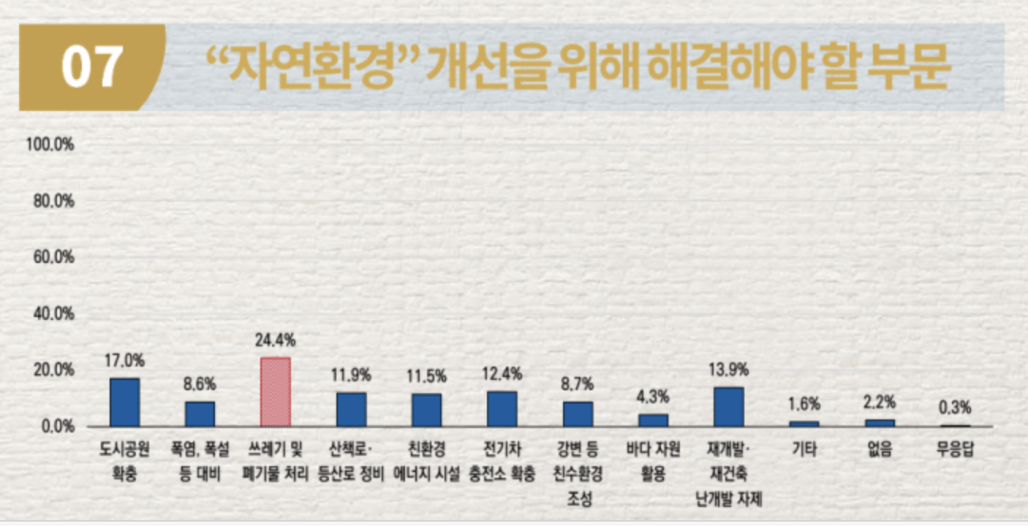 07
“자연환경” 개선을 위해 해결해야 할 부문
100.0%
80.0%
60.0%
40.0%
20.0%
0.0%
17.0%
8.6%
24.4%
11.9%
11.5%
12.4%
8.7%
4.3%
13.9%
1.6%
2.2%
0.3%
도시공원
확충
폭염, 폭설
등 대비
쓰레기 및
폐기물 처리
산책로·
등산로 정비
친환경
에너지 시설
전기차
충전소 확충
강변 등
친수환경
조성
바다 자원
활용
재개발·
재건축
난개발 자제
기타
없음
무응답